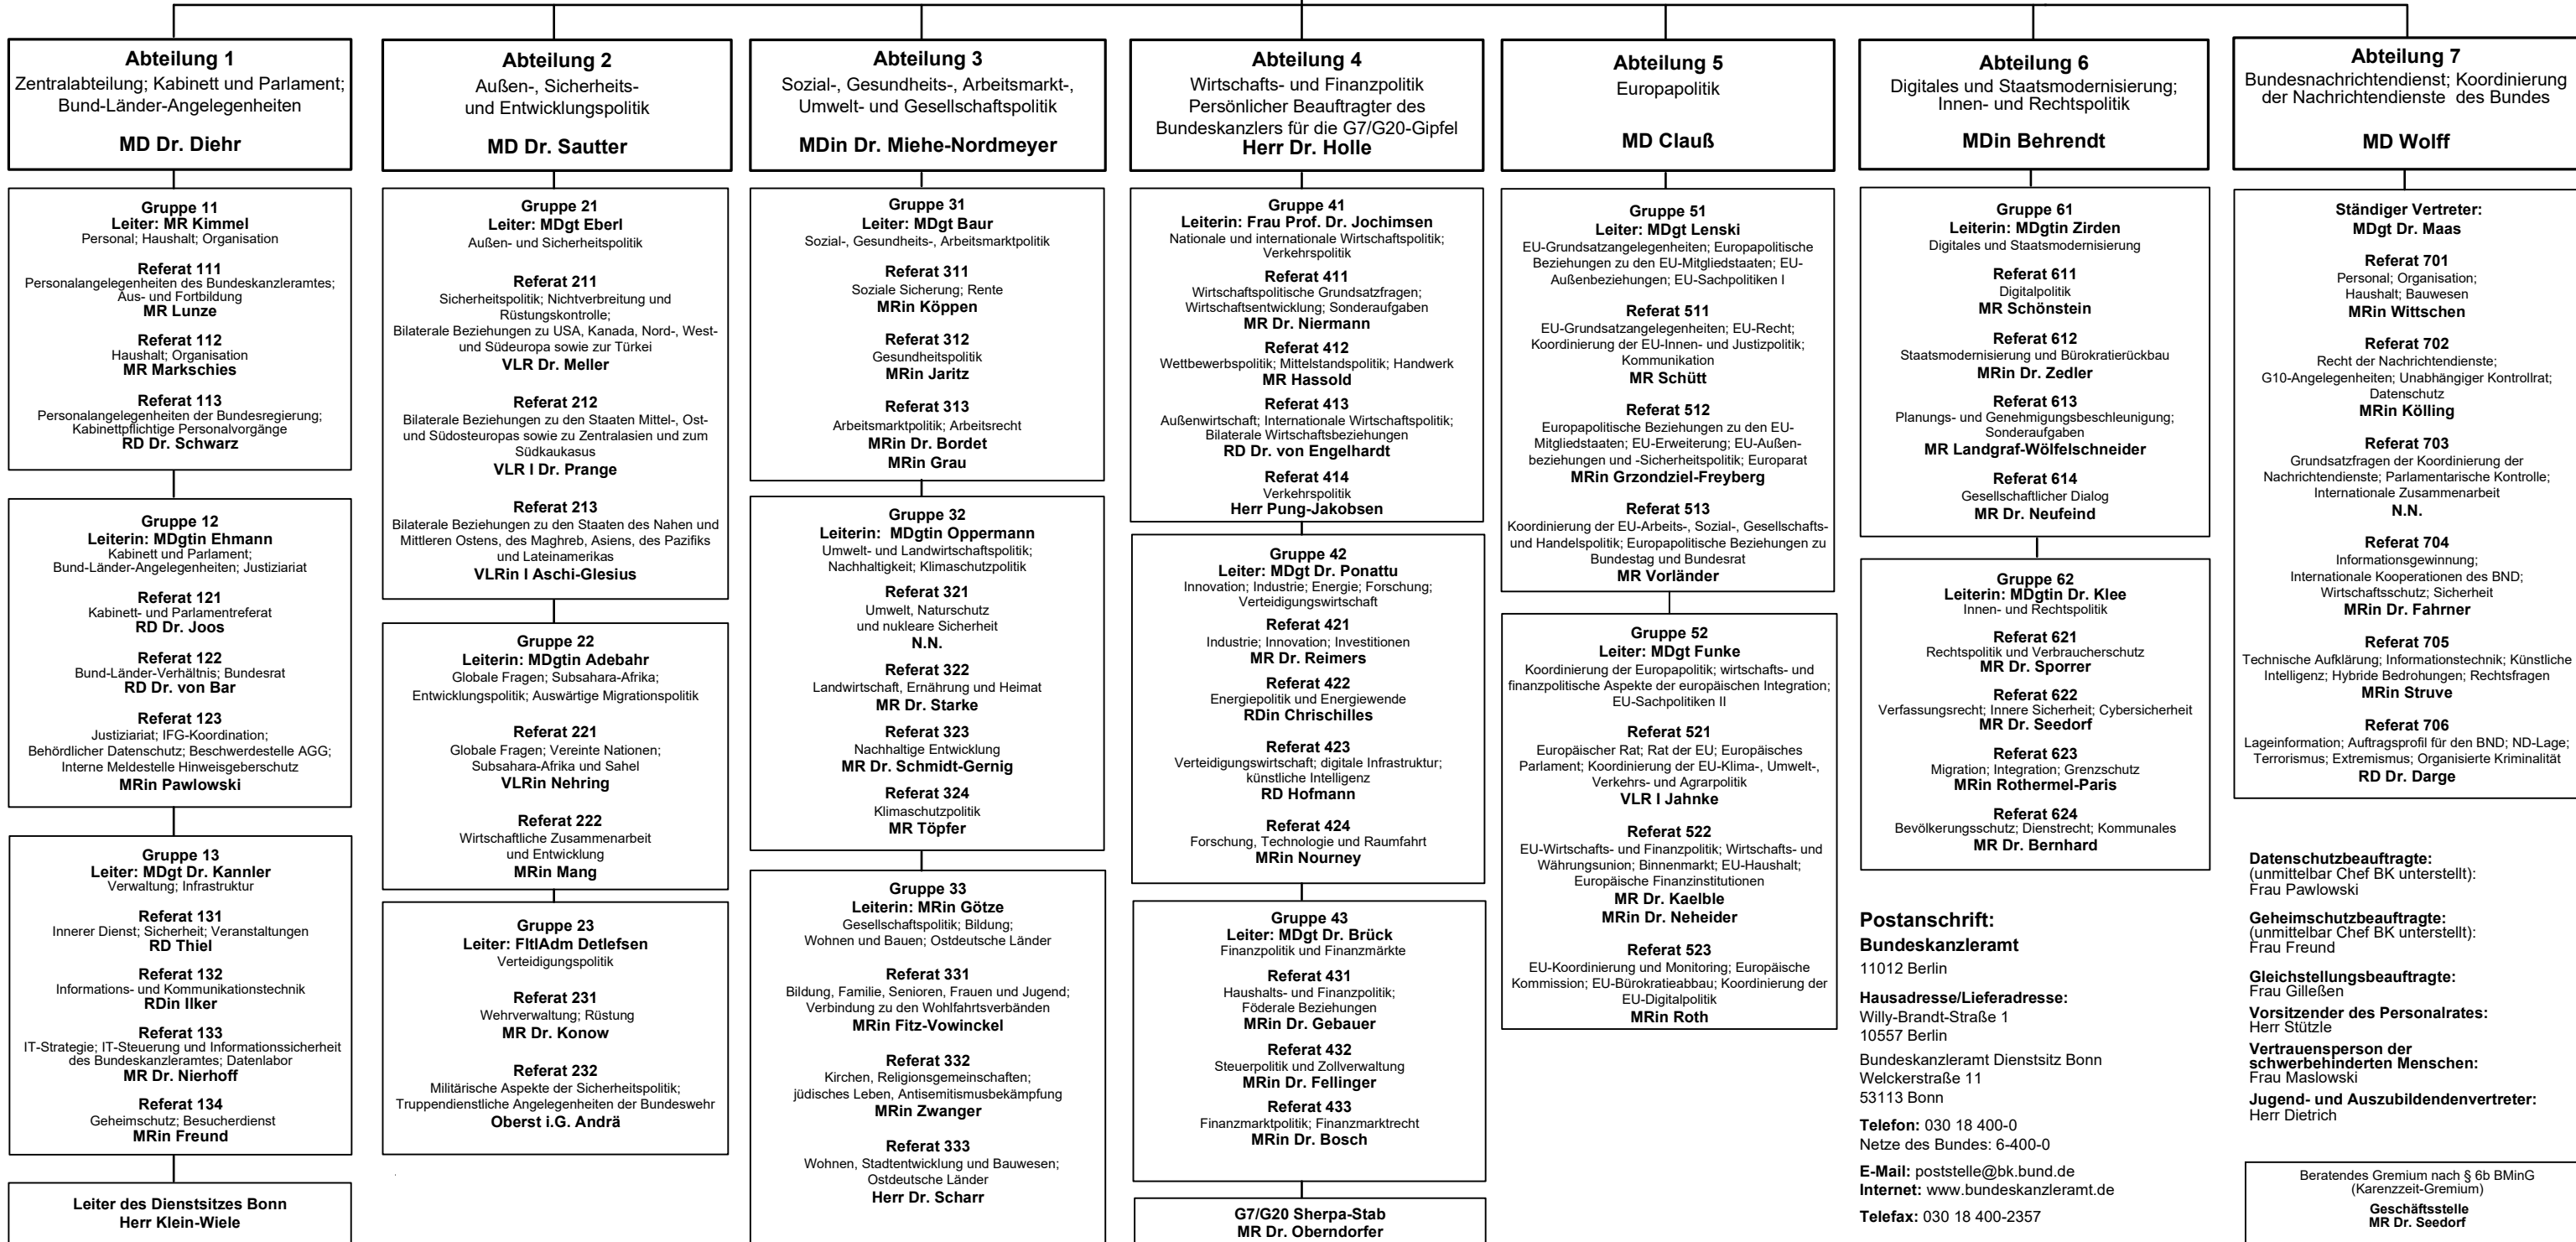 Abteilung 1
Zentralabteilung; Kabinett und Parlament;
Bund-Länder-Angelegenheiten
MD Dr. Diehr
Gruppe 11
Leiter: MR Kimmel
Personal; Haushalt; Organisation
Referat 111
Personalangelegenheiten des Bundeskanzleramtes;
Aus- und Fortbildung
MR Lunze
Referat 112
Haushalt; Organisation
MR Markschies
Referat 113
Personalangelegenheiten der Bundesregierung;
Kabinettpflichtige Personalvorgänge
RD Dr. Schwarz
Gruppe 12
Leiterin: MDgtin Ehmann
Kabinett und Parlament;
Bund-Länder-Angelegenheiten; Justiziariat
Referat 121
Kabinett- und Parlamentreferat
RD Dr. Joos
Referat 122
Bund-Länder-Verhältnis; Bundesrat
RD Dr. von Bar
Referat 123
Justiziariat; IFG-Koordination;
Behördlicher Datenschutz; Beschwerdestelle AGG;
Interne Meldestelle Hinweisgeberschutz
MRin Pawlowski
Gruppe 13
Leiter: MDgt Dr. Kannler
Verwaltung; Infrastruktur
Referat 131
Innerer Dienst; Sicherheit; Veranstaltungen
RD Thiel
Referat 132
Informations- und Kommunikationstechnik
RDin Ilker
Referat 133
IT-Strategie; IT-Steuerung und Informationssicherheit
des Bundeskanzleramtes; Datenlabor
MR Dr. Nierhoff
Referat 134
Geheimschutz; Besucherdienst
MRin Freund
Leiter des Dienstsitzes Bonn
Herr Klein-Wiele
Abteilung 2
Außen-, Sicherheits-
und Entwicklungspolitik
MD Dr. Sautter
Gruppe 21
Leiter: MDgt Eberl
Außen- und Sicherheitspolitik
Referat 211
Sicherheitspolitik; Nichtverbreitung und
Rüstungskontrolle;
Bilaterale Beziehungen zu USA, Kanada, Nord-, West-
und Südeuropa sowie zur Türkei
VLR Dr. Meller
Referat 212
Bilaterale Beziehungen zu den Staaten Mittel-, Ost-
und Südosteuropas sowie zu Zentralasien und zum
Südkaukasus
VLR I Dr. Prange
Referat 213
Bilaterale Beziehungen zu den Staaten des Nahen und
Mittleren Ostens, des Maghreb, Asiens, des Pazifiks
und Lateinamerikas
VLRin I Aschi-Glesius
Gruppe 22
Leiterin: MDgtin Adebahr
Globale Fragen; Subsahara-Afrika;
Entwicklungspolitik; Auswärtige Migrationspolitik
Referat 221
Globale Fragen; Vereinte Nationen;
Subsahara-Afrika und Sahel
VLRin Nehring
Referat 222
Wirtschaftliche Zusammenarbeit
und Entwicklung
MRin Mang
Gruppe 23
Leiter: FltlAdm Detlefsen
Verteidigungspolitik
Referat 231
Wehrverwaltung; Rüstung
MR Dr. Konow
Referat 232
Militärische Aspekte der Sicherheitspolitik;
Truppendienstliche Angelegenheiten der Bundeswehr
Oberst i.G. Andrä
Abteilung 3
Sozial-, Gesundheits-, Arbeitsmarkt-,
Umwelt- und Gesellschaftspolitik
MDin Dr. Miehe-Nordmeyer
Gruppe 31
Leiter: MDgt Baur
Sozial-, Gesundheits-, Arbeitsmarktpolitik
Referat 311
Soziale Sicherung; Rente
MRin Köppen
Referat 312
Gesundheitspolitik
MRin Jaritz
Referat 313
Arbeitsmarktpolitik; Arbeitsrecht
MRin Dr. Bordet
MRin Grau
Gruppe 32
Leiterin: MDgtin Oppermann
Umwelt- und Landwirtschaftspolitik;
Nachhaltigkeit; Klimaschutzpolitik
Referat 321
Umwelt, Naturschutz
und nukleare Sicherheit
N.N.
Referat 322
Landwirtschaft, Ernährung und Heimat
MR Dr. Starke
Referat 323
Nachhaltige Entwicklung
MR Dr. Schmidt-Gernig
Referat 324
Klimaschutzpolitik
MR Töpfer
Gruppe 33
Leiterin: MRin Götze
Gesellschaftspolitik; Bildung;
Wohnen und Bauen; Ostdeutsche Länder
Referat 331
Bildung, Familie, Senioren, Frauen und Jugend;
Verbindung zu den Wohlfahrtsverbänden
MRin Fitz-Vowinckel
Referat 332
Kirchen, Religionsgemeinschaften;
jüdisches Leben, Antisemitismusbekämpfung
MRin Zwanger
Referat 333
Wohnen, Stadtentwicklung und Bauwesen;
Ostdeutsche Länder
Herr Dr. Scharr
Abteilung 4
Wirtschafts- und Finanzpolitik
Persönlicher Beauftragter des
Bundeskanzlers für die G7/G20-Gipfel
Herr Dr. Holle
Gruppe 41
Leiterin: Frau Prof. Dr. Jochimsen
Nationale und internationale Wirtschaftspolitik;
Verkehrspolitik
Referat 411
Wirtschaftspolitische Grundsatzfragen;
Wirtschaftsentwicklung; Sonderaufgaben
MR Dr. Niermann
Referat 412
Wettbewerbspolitik; Mittelstandspolitik; Handwerk
MR Hassold
Referat 413
Außenwirtschaft; Internationale Wirtschaftspolitik;
Bilaterale Wirtschaftsbeziehungen
RD Dr. von Engelhardt
Referat 414
Verkehrspolitik
Herr Pung-Jakobsen
Gruppe 42
Leiter: MDgt Dr. Ponattu
Innovation; Industrie; Energie; Forschung;
Verteidigungswirtschaft
Referat 421
Industrie; Innovation; Investitionen
MR Dr. Reimers
Referat 422
Energiepolitik und Energiewende
RDin Chrischilles
Referat 423
Verteidigungswirtschaft; digitale Infrastruktur;
künstliche Intelligenz
RD Hofmann
Referat 424
Forschung, Technologie und Raumfahrt
MRin Nourney
Gruppe 43
Leiter: MDgt Dr. Brück
Finanzpolitik und Finanzmärkte
Referat 431
Haushalts- und Finanzpolitik;
Föderale Beziehungen
MRin Dr. Gebauer
Referat 432
Steuerpolitik und Zollverwaltung
MRin Dr. Fellinger
Referat 433
Finanzmarktpolitik; Finanzmarktrecht
MRin Dr. Bosch
G7/G20 Sherpa-Stab
MR Dr. Oberndorfer
Abteilung 5
Europapolitik
MD Clauß
Gruppe 51
Leiter: MDgt Lenski
EU-Grundsatzangelegenheiten; Europapolitische
Beziehungen zu den EU-Mitgliedstaaten; EU-
Außenbeziehungen; EU-Sachpolitiken I
Referat 511
EU-Grundsatzangelegenheiten; EU-Recht;
Koordinierung der EU-Innen- und Justizpolitik;
Kommunikation
MR Schütt
Referat 512
Europapolitische Beziehungen zu den EU-
Mitgliedstaaten; EU-Erweiterung; EU-Außen-
beziehungen und -Sicherheitspolitik; Europarat
MRin Grzondziel-Freyberg
Referat 513
Koordinierung der EU-Arbeits-, Sozial-, Gesellschafts-
und Handelspolitik; Europapolitische Beziehungen zu
Bundestag und Bundesrat
MR Vorländer
Gruppe 52
Leiter: MDgt Funke
Koordinierung der Europapolitik; wirtschafts- und
finanzpolitische Aspekte der europäischen Integration;
EU-Sachpolitiken II
Referat 521
Europäischer Rat; Rat der EU; Europäisches
Parlament; Koordinierung der EU-Klima-, Umwelt-,
Verkehrs- und Agrarpolitik
VLR I Jahnke
Referat 522
EU-Wirtschafts- und Finanzpolitik; Wirtschafts- und
Währungsunion; Binnenmarkt; EU-Haushalt;
Europäische Finanzinstitutionen
MR Dr. Kaelble
MRin Dr. Neheider
Referat 523
EU-Koordinierung und Monitoring; Europäische
Kommission; EU-Bürokratieabbau; Koordinierung der
EU-Digitalpolitik
MRin Roth
Abteilung 6
Digitales und Staatsmodernisierung;
Innen- und Rechtspolitik
MDin Behrendt
Gruppe 61
Leiterin: MDgtin Zirden
Digitales und Staatsmodernisierung
Referat 611
Digitalpolitik
MR Schönstein
Referat 612
Staatsmodernisierung und Bürokratierückbau
MRin Dr. Zedler
Referat 613
Planungs- und Genehmigungsbeschleunigung;
Sonderaufgaben
MR Landgraf-Wölfelschneider
Referat 614
Gesellschaftlicher Dialog
MR Dr. Neufeind
Gruppe 62
Leiterin: MDgtin Dr. Klee
Innen- und Rechtspolitik
Referat 621
Rechtspolitik und Verbraucherschutz
MR Dr. Sporrer
Referat 622
Verfassungsrecht; Innere Sicherheit; Cybersicherheit
MR Dr. Seedorf
Referat 623
Migration; Integration; Grenzschutz
MRin Rothermel-Paris
Referat 624
Bevölkerungsschutz; Dienstrecht; Kommunales
MR Dr. Bernhard
Postanschrift:
Bundeskanzleramt
11012 Berlin
Hausadresse/Lieferadresse:
Willy-Brandt-Straße 1
10557 Berlin
Bundeskanzleramt Dienstsitz Bonn
Welckerstraße 11
53113 Bonn
Telefon: 030 18 400-0
Netze des Bundes: 6-400-0
E-Mail: poststelle@bk.bund.de
Internet: www.bundeskanzleramt.de
Telefax: 030 18 400-2357
Abteilung 7
Bundesnachrichtendienst; Koordinierung
der Nachrichtendienste des Bundes
MD Wolff
Ständiger Vertreter:
MDgt Dr. Maas
Referat 701
Personal; Organisation;
Haushalt; Bauwesen
MRin Wittschen
Referat 702
Recht der Nachrichtendienste;
G10-Angelegenheiten; Unabhängiger Kontrollrat;
Datenschutz
MRin Kölling
Referat 703
Grundsatzfragen der Koordinierung der
Nachrichtendienste; Parlamentarische Kontrolle;
Internationale Zusammenarbeit
N.N.
Referat 704
Informationsgewinnung;
Internationale Kooperationen des BND;
Wirtschaftsschutz; Sicherheit
MRin Dr. Fahrner
Referat 705
Technische Aufklärung; Informationstechnik; Künstliche
Intelligenz; Hybride Bedrohungen; Rechtsfragen
MRin Struve
Referat 706
Lageinformation; Auftragsprofil für den BND; ND-Lage;
Terrorismus; Extremismus; Organisierte Kriminalität
RD Dr. Darge
Datenschutzbeauftragte:
(unmittelbar Chef BK unterstellt):
Frau Pawlowski
Geheimschutzbeauftragte:
(unmittelbar Chef BK unterstellt):
Frau Freund
Gleichstellungsbeauftragte:
Frau Gilleßen
Vorsitzender des Personalrates:
Herr Stützle
Vertrauensperson der
schwerbehinderten Menschen:
Frau Maslowski
Jugend- und Auszubildendenvertreter:
Herr Dietrich
Beratendes Gremium nach § 6b BMinG
(Karenzzeit-Gremium)
Geschäftsstelle
MR Dr. Seedorf